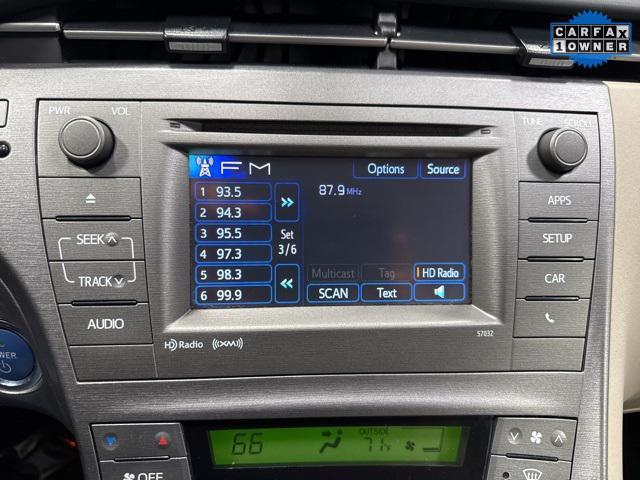 CARFAX
1 OWNER
PWR VOL
TUNE SCROLL
FM Options Source
1 93.5
87.9 MHz
2 94.3
3 95.5
Set
3/6
4 97.3
5 98.3
6 99.9
Multicast Tag HD Radio
SCAN Text
SEEK
TRACK
AUDIO
APPS
SETUP
CAR
HD Radio ((XM))
57032
POWER
66
OUTSIDE
71°F
OFF